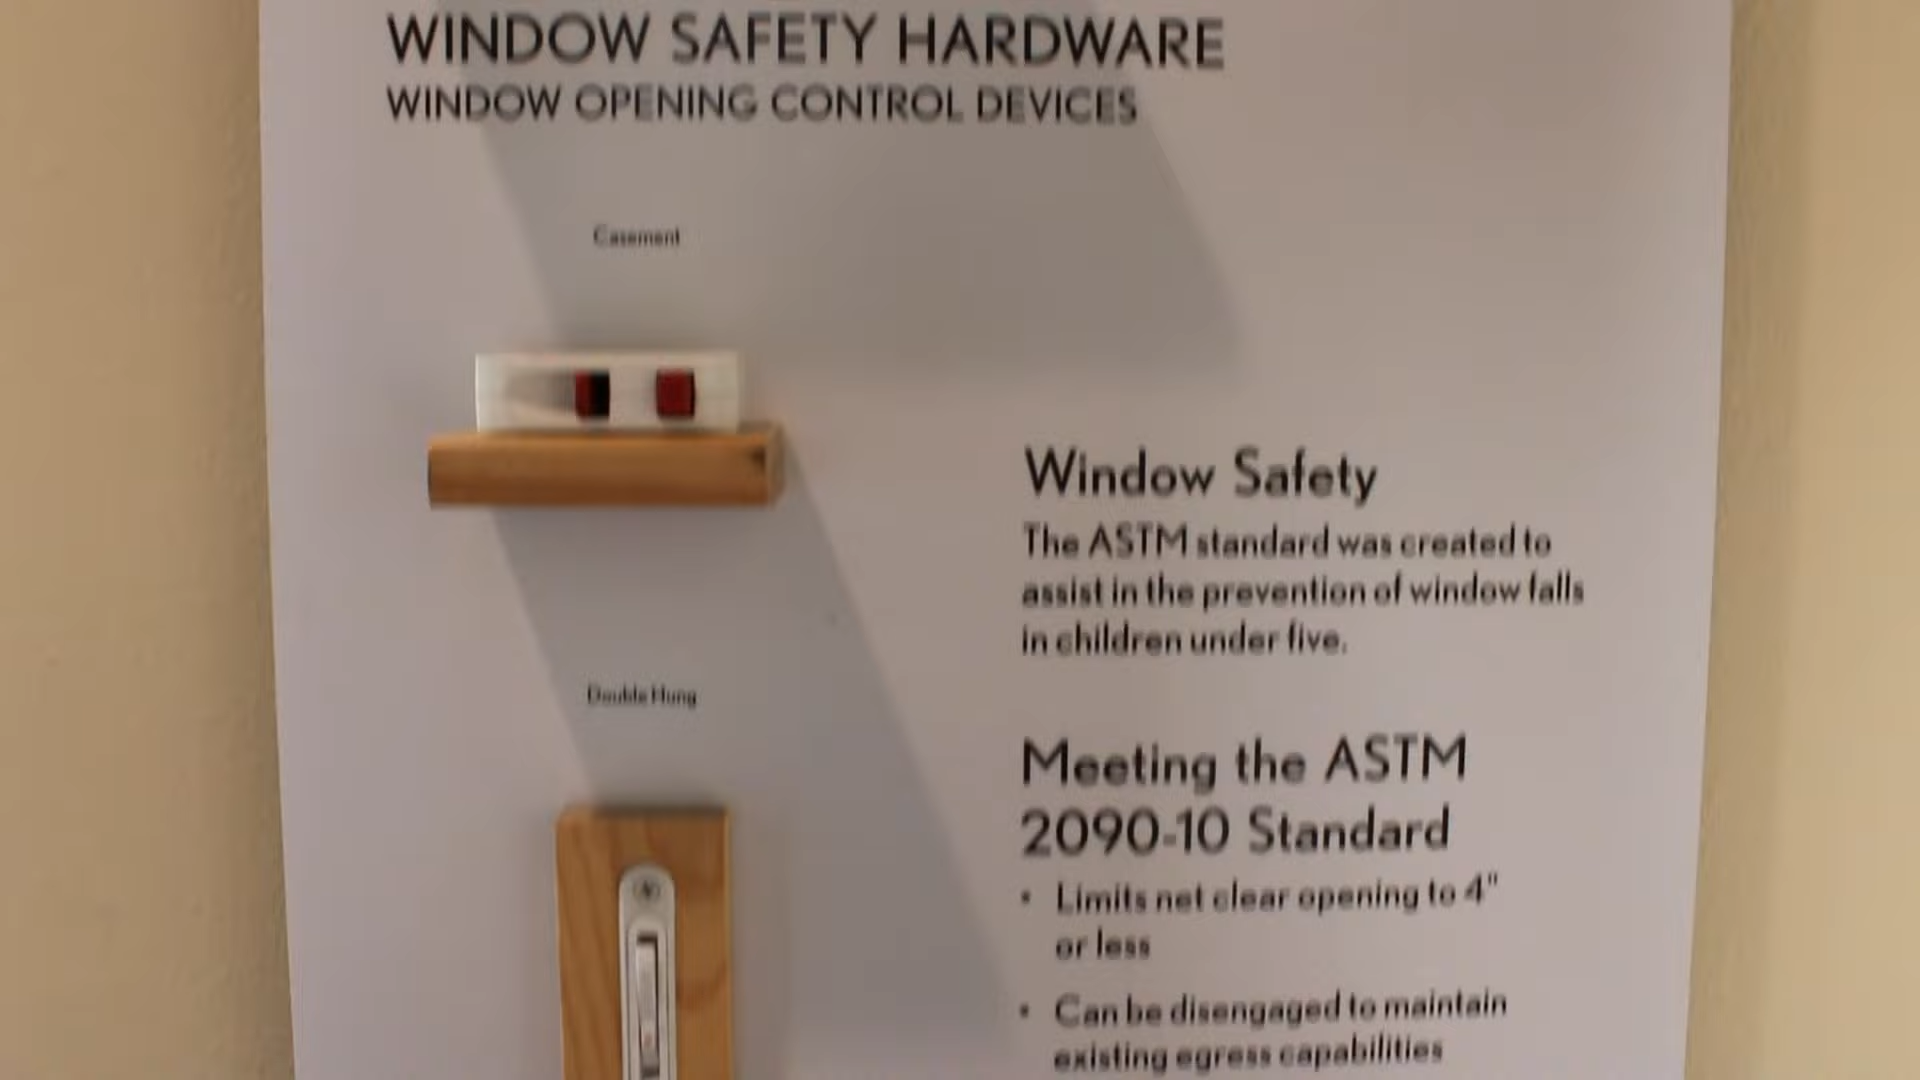 WINDOW SAFETY HARDWARE
WINDOW OPENING CONTROL DEVICES
Casement
Window Safety
The ASTM standard was created to
assist in the prevention of window falls
in children under five.
Double Hung
Meeting the ASTM
2090-10 Standard
• Limits net clear opening to 4"
or less
• Can be disengaged to maintain
existing egress capabilities